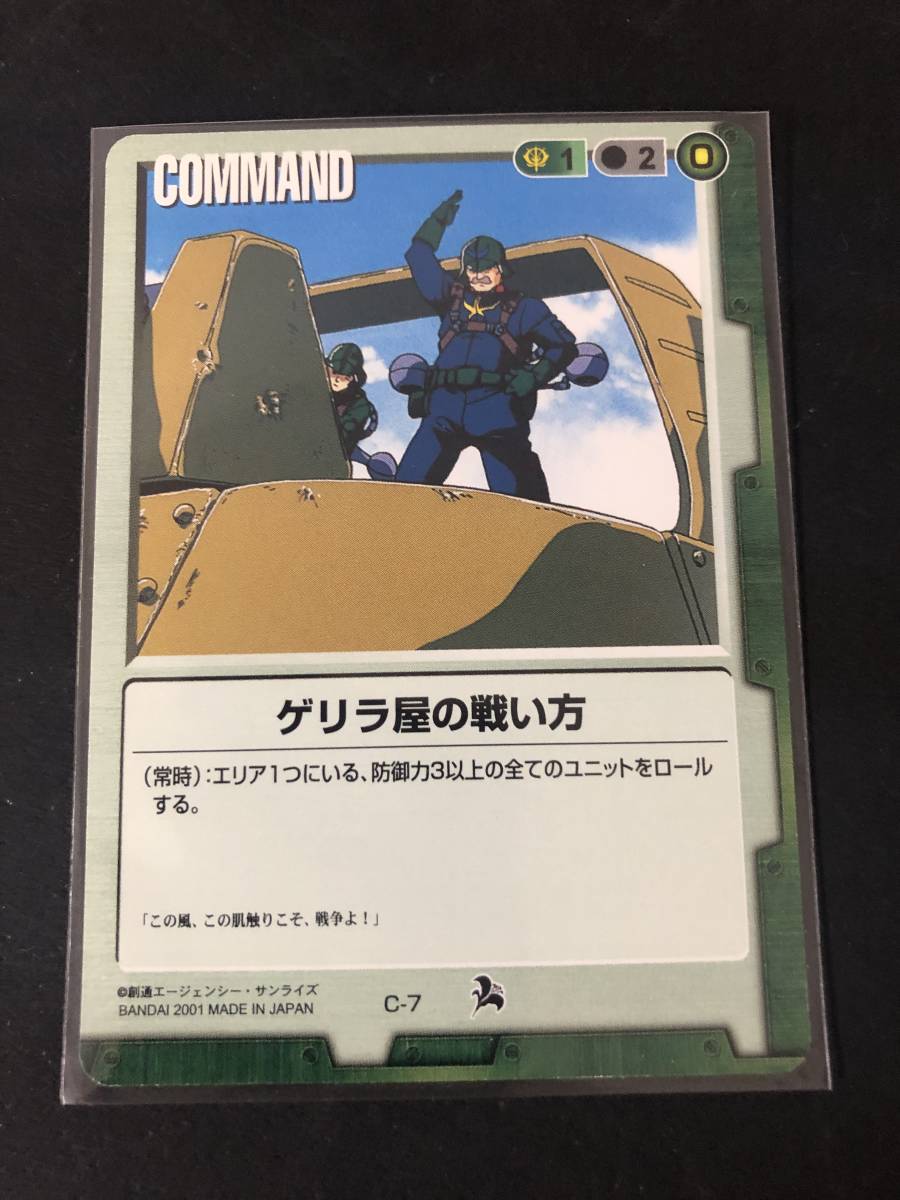 COMMAND
1 2 0
ゲリラ屋の戦い方
(常時):エリア1つにいる、防御力3以上の全てのユニットをロール
する。
「この風、この肌触りこそ、戦争よ!」
©創通エージェンシー・サンライズ
BANDAI 2001 MADE IN JAPAN
C-7